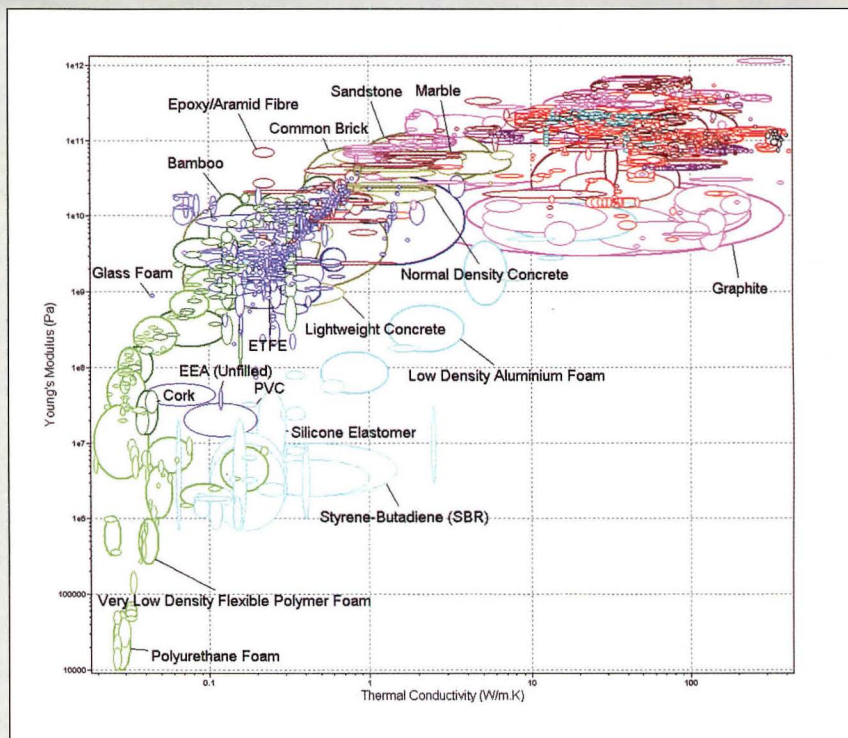 1e12
Sandstone Marble
Epoxy/Aramid Fibre
Common Brick
1e11
Bamboo
1e10
Glass Foam
Normal Density Concrete
Graphite
1e9
Lightweight Concrete
ETFE
EEA (Unfilled)
Low Density Aluminium Foam
1e8
PVC
Cork
Silicone Elastomer
1e7
Styrene-Butadiene (SBR)
1e6
100000
Very Low Density Flexible Polymer Foam
Polyurethane Foam
10000
Young's Modulus (Pa)
0.1 1 10 100
Thermal Conductivity (W/m.K)